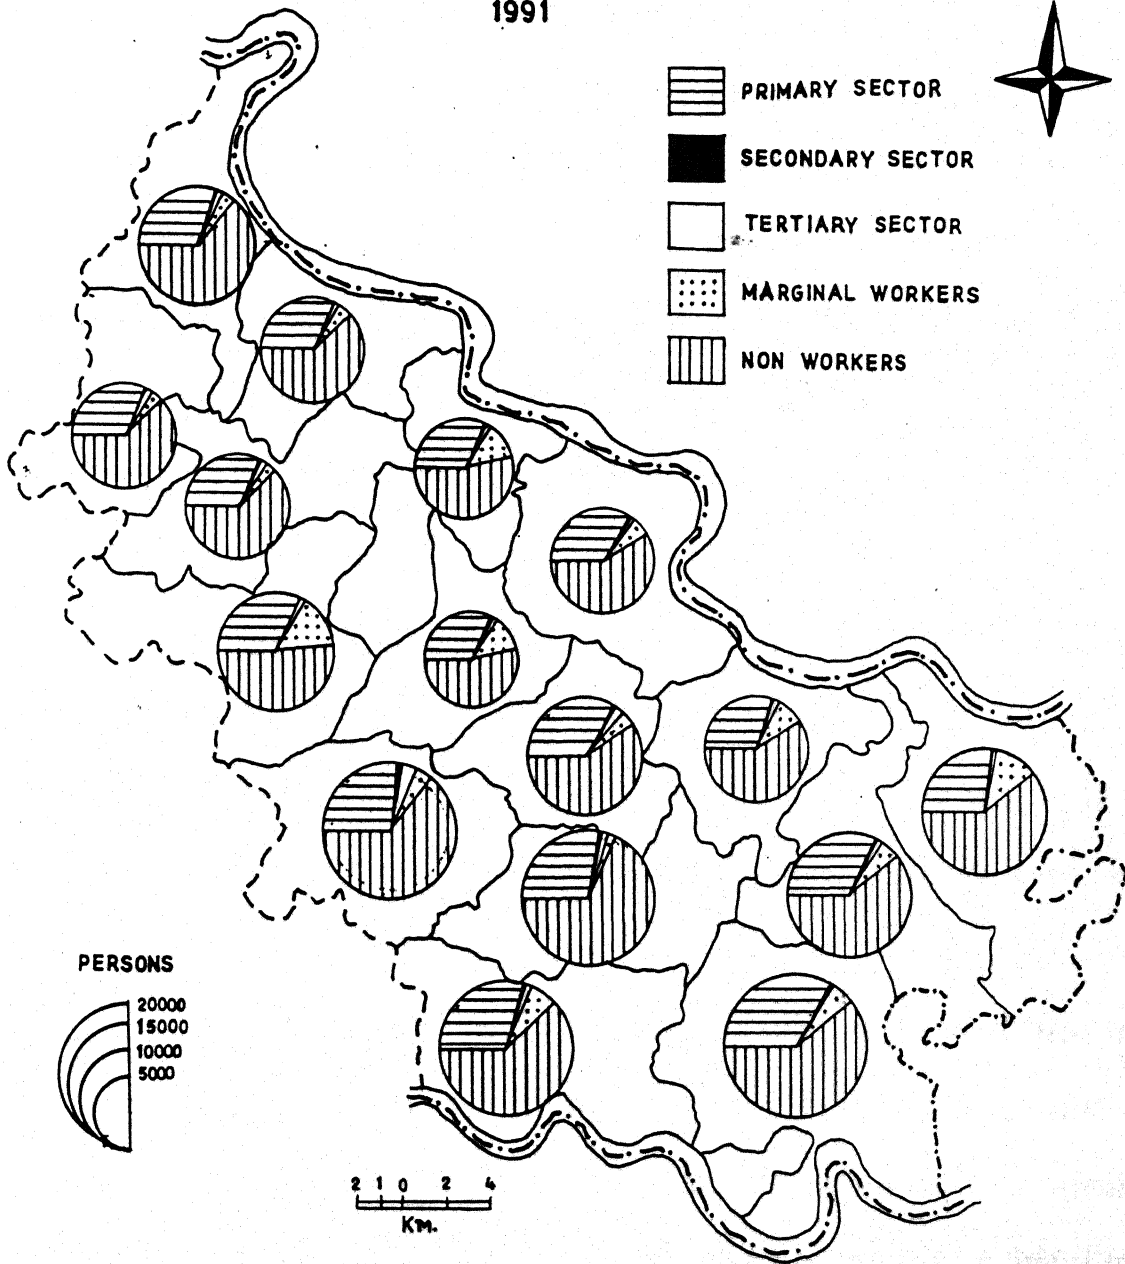 1991
PRIMARY SECTOR
SECONDARY SECTOR
TERTIARY SECTOR
MARGINAL WORKERS
NON WORKERS
PERSONS
20000
15000
10000
5000
2 1 0 2 4
KM.